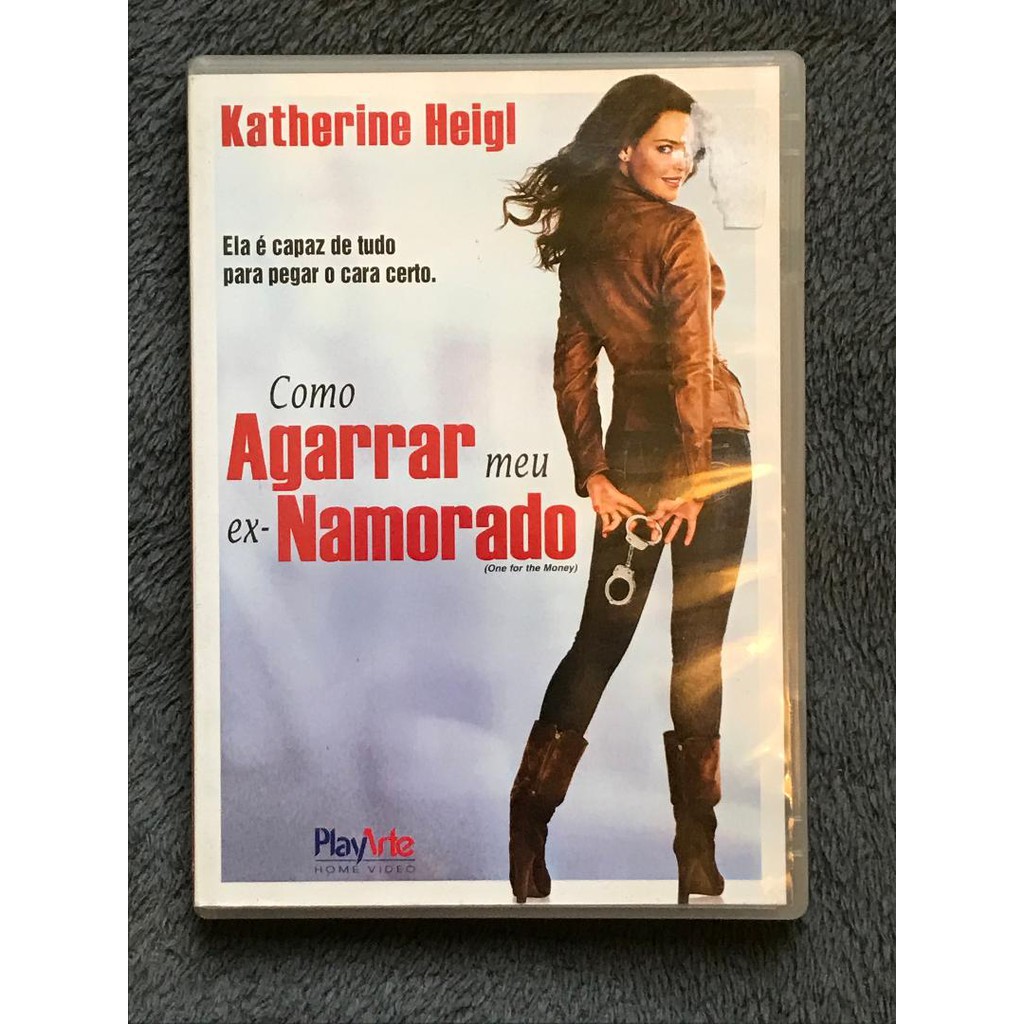 Katherine Heigl
Ela é capaz de tudo
para pegar o cara certo.
Como
Agarrar meu
ex-Namorado
(One for the Money)
PlayArte
HOME VIDEO